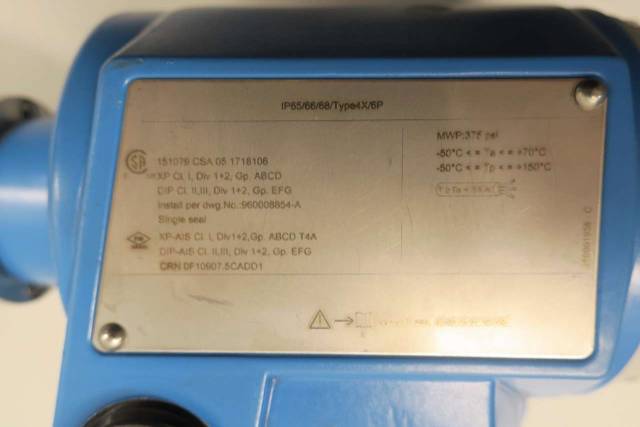 IP65/66/68/Type4X/6P
151076 CSA 05 1718106
XP Cl. I, Div 1+2, Gp. ABCD
DIP Cl. II,III, Div 1+2, Gp. EFG
Install per dwg.No.:960008854-A
Single seal
XP-AIS Cl. I, Div1+2,Gp. ABCD T4A
DIP-AIS Cl. II,III, Div 1+2, Gp. EFG
CRN 0F10907.5CADD1
MWP:375 psi
-50°C <= Ta <= +70°C
-50°C <= Tp <= +150°C